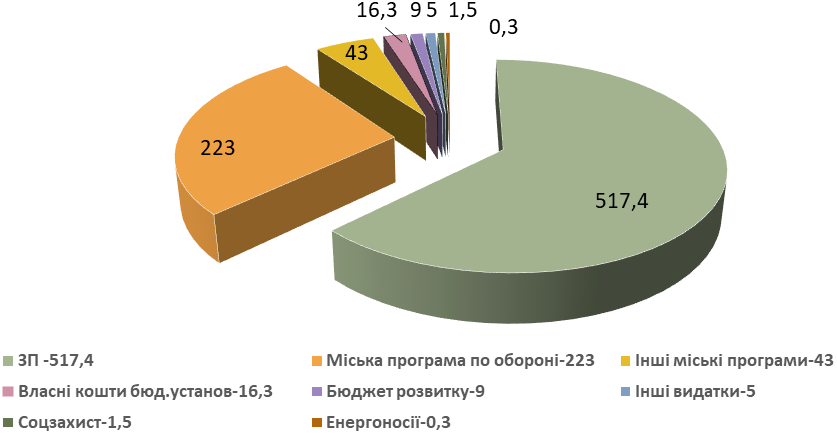 16,3 9 5 1,5
0,3
43
223
517,4
ЗП -517,4 Міська програма по обороні-223 Інші міські програми-43
Власні кошти бюд.установ-16,3 Бюджет розвитку-9 Інші видатки-5
Соцзахист-1,5 Енергоносії-0,3